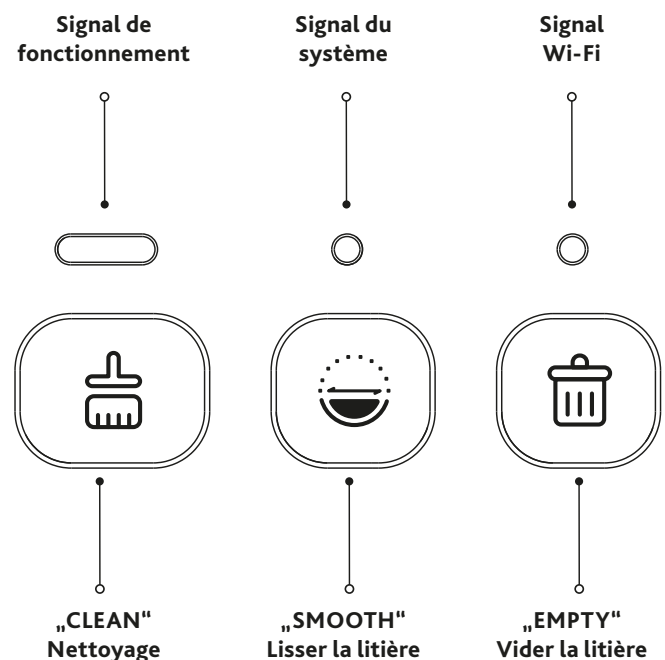 Signal de
fonctionnement
Signal du
système
Signal
Wi-Fi
„CLEAN“
Nettoyage
„SMOOTH“
Lisser la litière
„EMPTY“
Vider la litière